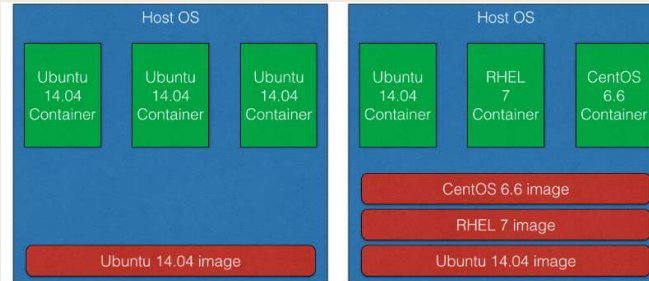 Host OS
Ubuntu
14.04
Container
Ubuntu
14.04
Container
Ubuntu
14.04
Container
Ubuntu 14.04 image
Host OS
Ubuntu
14.04
Container
RHEL
7
Container
CentOS
6.6
Container
CentOS 6.6 image
RHEL 7 image
Ubuntu 14.04 image